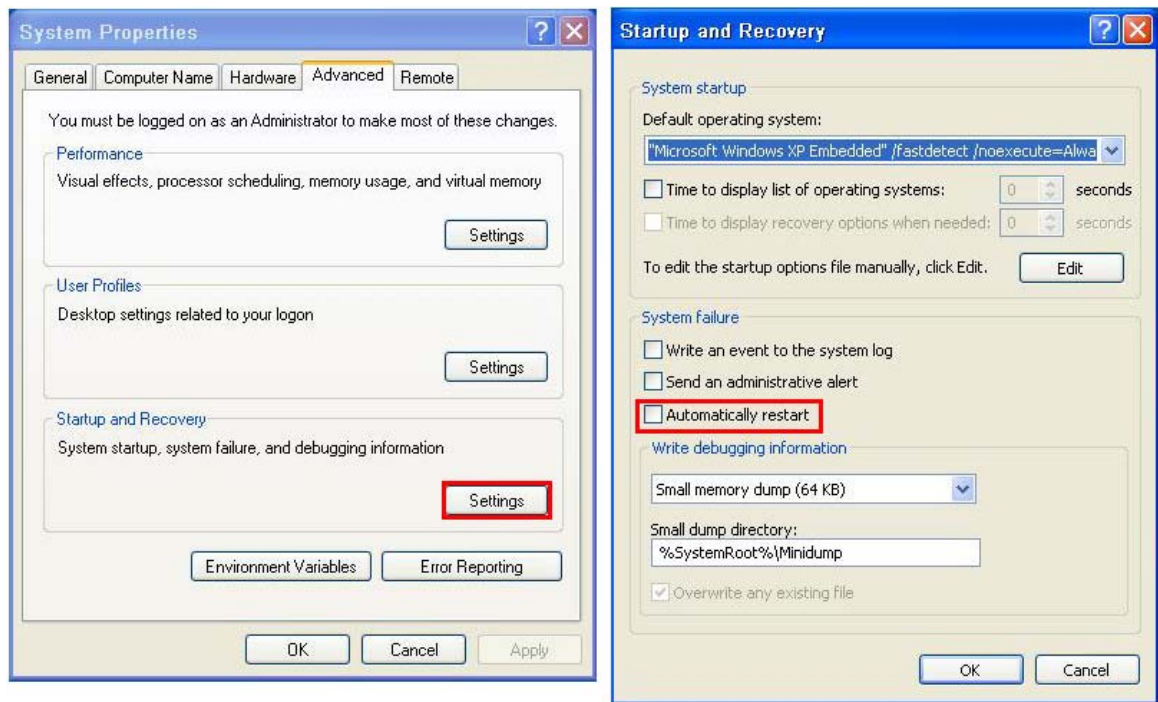 System Properties
General
Computer Name
Hardware
Advanced
Remote
You must be logged on as an Administrator to make most of these changes.
Performance
Visual effects, processor scheduling, memory usage, and virtual memory
Settings
User Profiles
Desktop settings related to your logon
Settings
Startup and Recovery
System startup, system failure, and debugging information
Settings
Environment Variables
Error Reporting
OK
Cancel
Apply
Startup and Recovery
System startup
Default operating system:
"Microsoft Windows XP Embedded" /fastdetect /noexecute=Alwa
Time to display list of operating systems: 0 seconds
Time to display recovery options when needed: 0 seconds
To edit the startup options file manually, click Edit.
Edit
System failure
Write an event to the system log
Send an administrative alert
Automatically restart
Write debugging information
Small memory dump (64 KB)
Small dump directory:
%SystemRoot%\Minidump
Overwrite any existing file
OK
Cancel